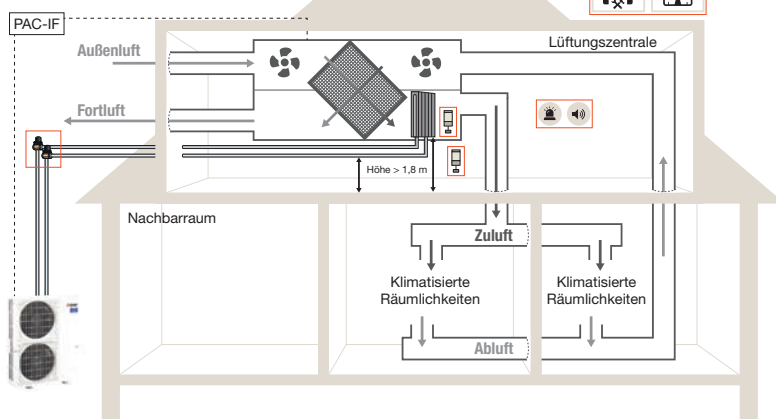 PAC-IF
Außenluft
Lüftungszentrale
Fortluft
Höhe > 1,8 m
Nachbarraum
Zuluft
Klimatisierte
Räumlichkeiten
Klimatisierte
Räumlichkeiten
Abluft